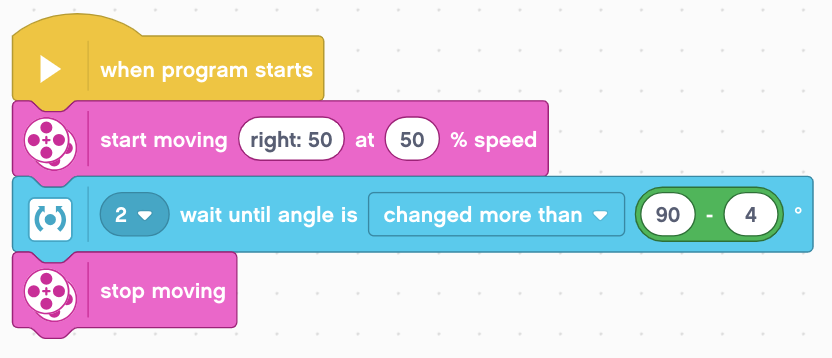 when program starts
start moving right: 50 at 50 % speed
2 wait until angle is changed more than 90 - 4 °
stop moving